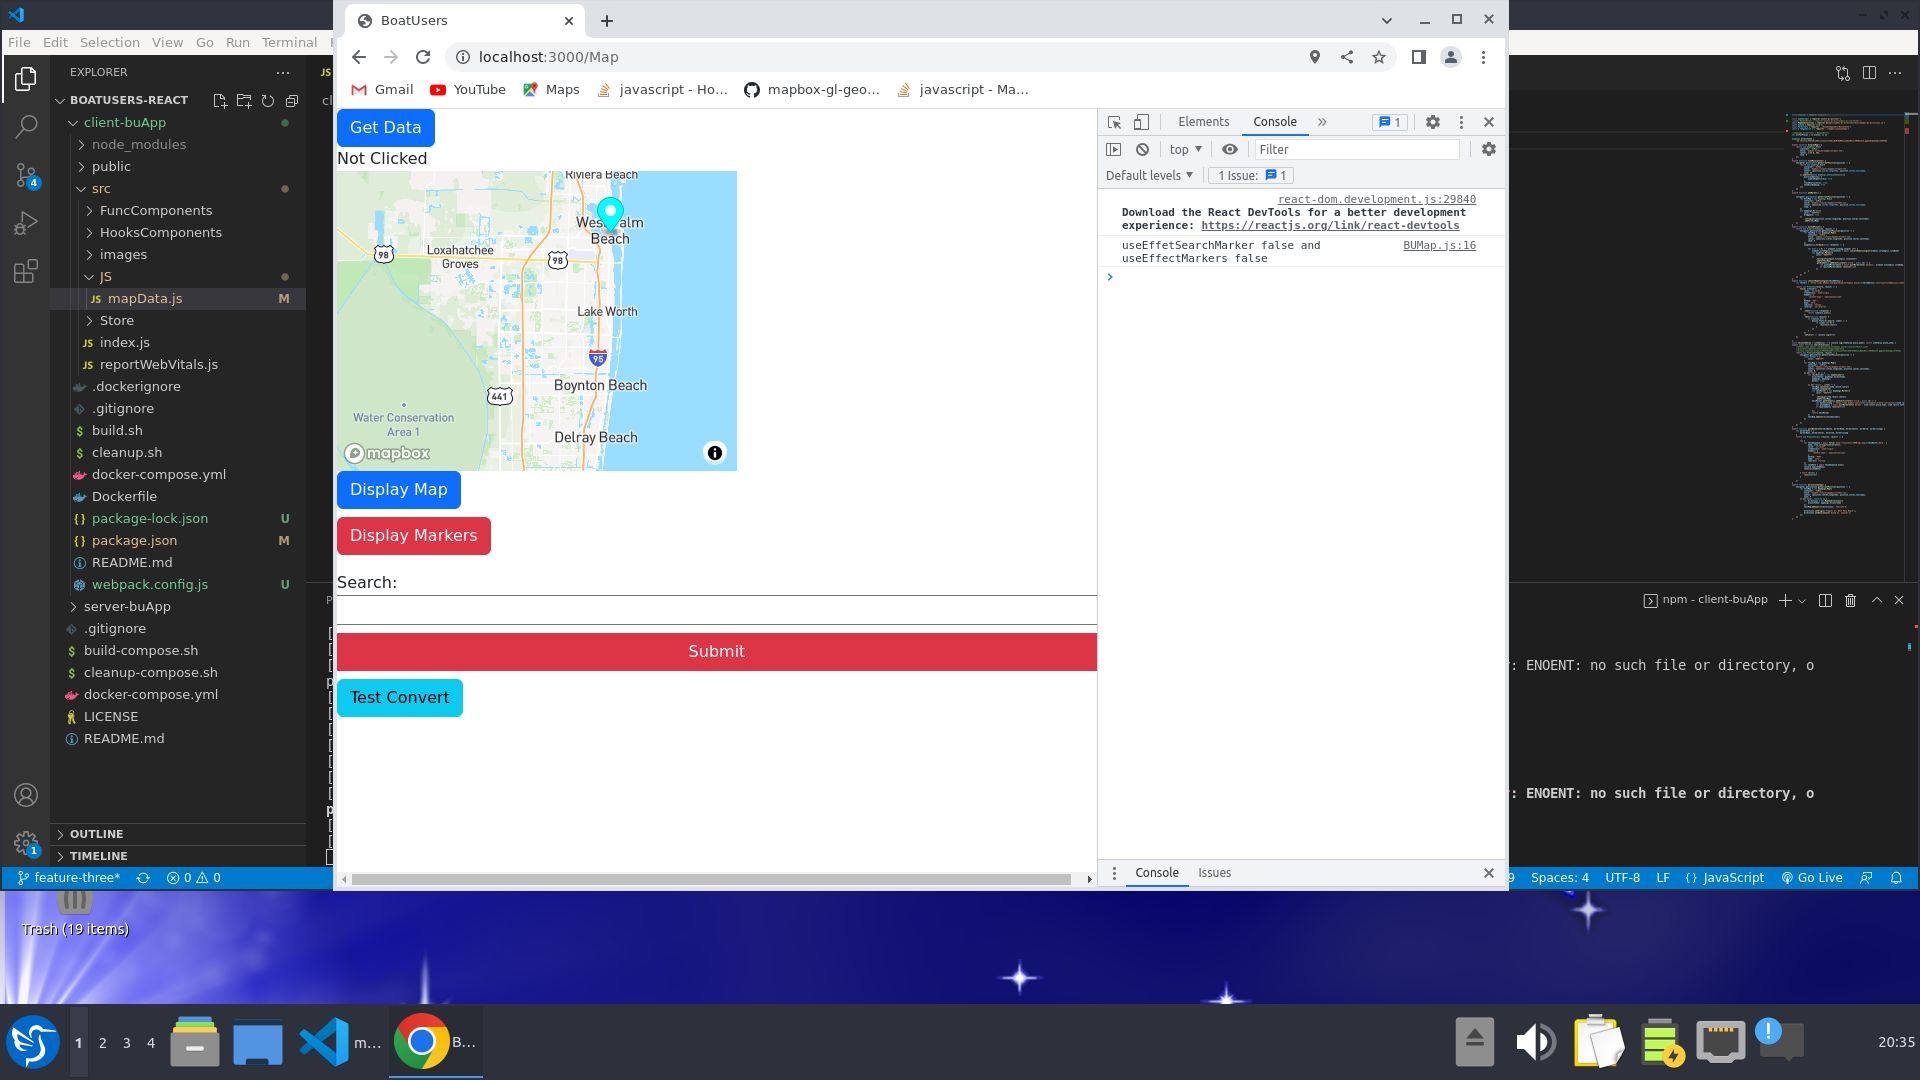 BoatUsers
File Edit Selection View Go Run Terminal
localhost:3000/Map
Gmail YouTube Maps javascript - Ho... mapbox-gl-geo... javascript - Ma...
EXPLORER
BOATUSERS-REACT
client-buApp
node_modules
public
src
FuncComponents
HooksComponents
images
JS
JS mapData.js M
Store
JS index.js
JS reportWebVitals.js
.dockerignore
.gitignore
$ build.sh
$ cleanup.sh
docker-compose.yml
Dockerfile
{} package-lock.json U
{} package.json M
README.md
webpack.config.js U
server-buApp
.gitignore
$ build-compose.sh
$ cleanup-compose.sh
docker-compose.yml
LICENSE
README.md
OUTLINE
TIMELINE
4
1
feature-three* 0 0
JS
Get Data
Not Clicked
Riviera Beach
West Palm
Beach
98
Loxahatchee
Groves
98
Lake Worth
95
Boynton Beach
441
Water Conservation
Area 1
Delray Beach
mapbox
Display Map
Display Markers
Search:
Submit
Test Convert
Elements Console 1
top Filter
Default levels 1 Issue: 1
react-dom.development.js:29840
Download the React DevTools for a better development
experience: https://reactjs.org/link/react-devtools
useEffetSearchMarker false and BUMap.js:16
useEffectMarkers false
Console Issues
npm - client-buApp
: ENOENT: no such file or directory, o
: ENOENT: no such file or directory, o
9 Spaces: 4 UTF-8 LF {} JavaScript Go Live
Trash (19 items)
1 2 3 4 m... B... 20:35